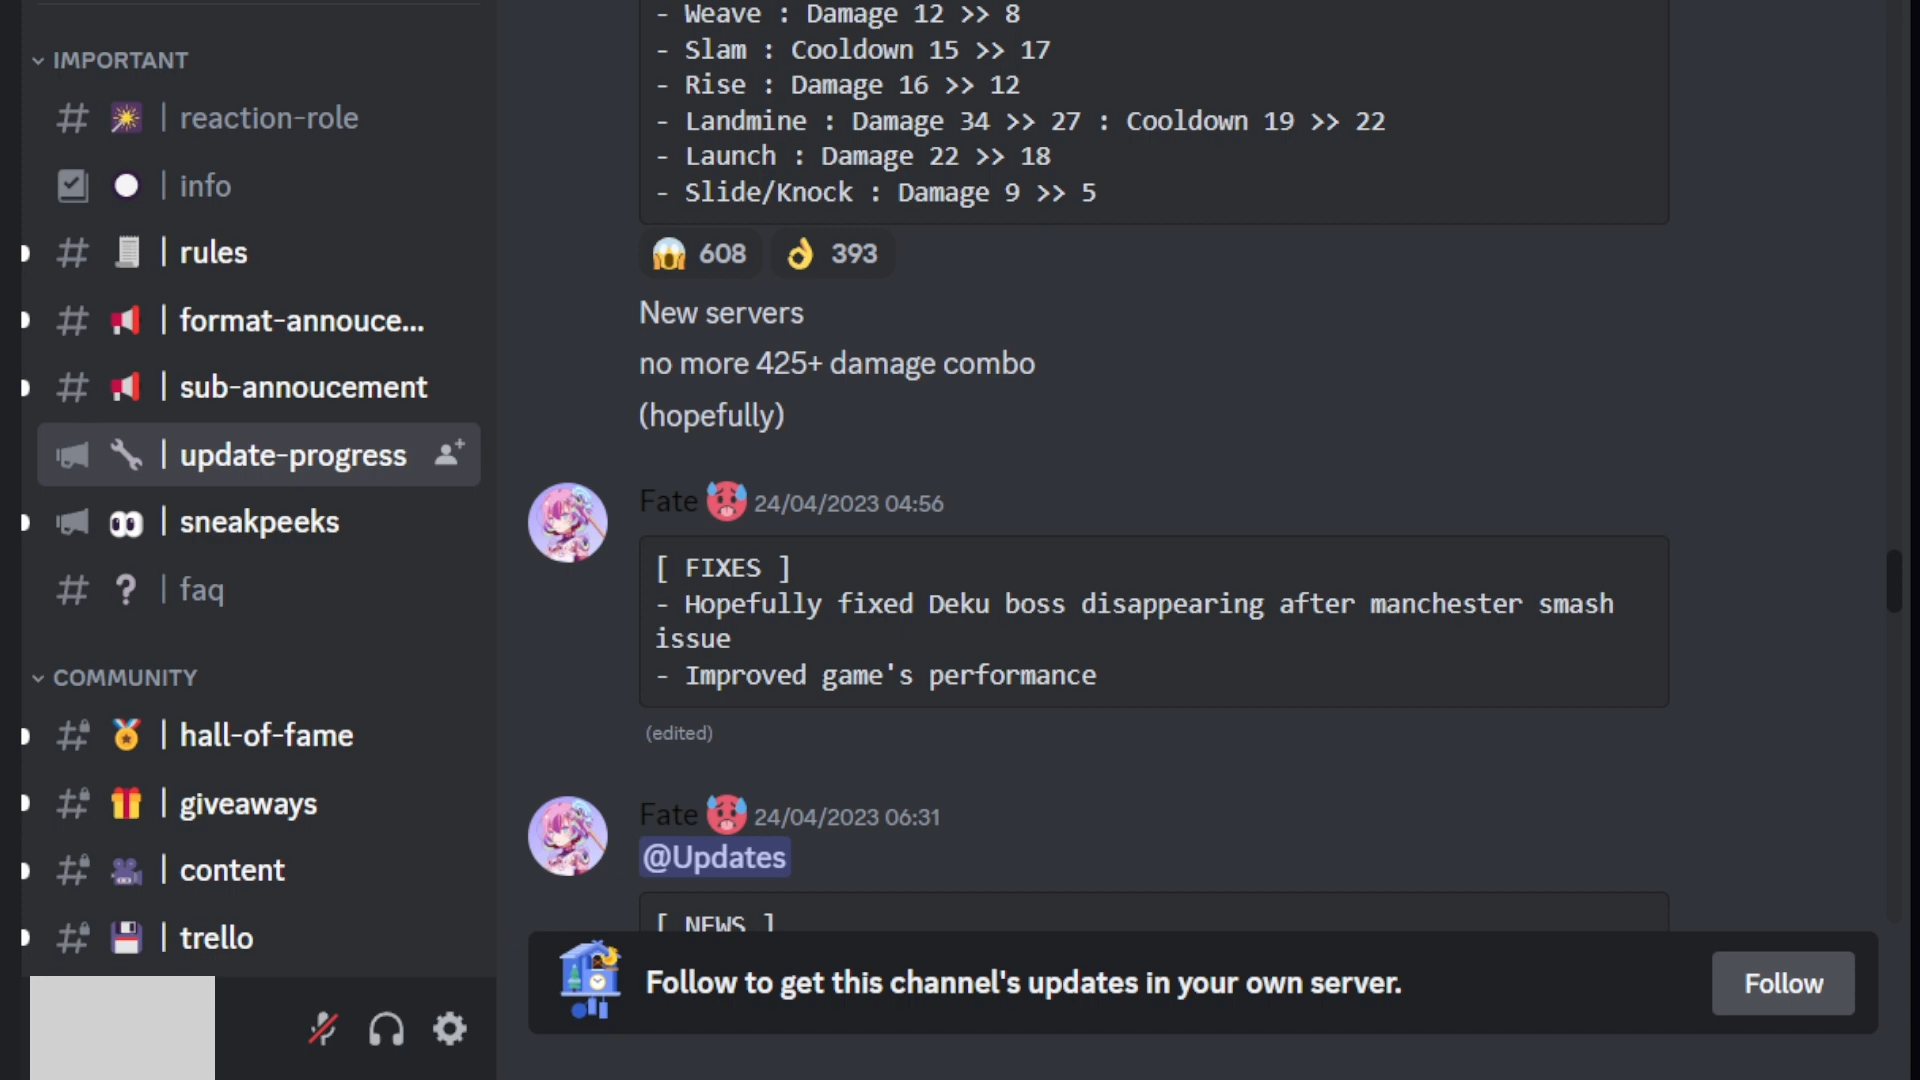 IMPORTANT
| reaction-role
| info
| rules
| format-annouce...
| sub-annoucement
| update-progress
| sneakpeeks
| faq
COMMUNITY
| hall-of-fame
| giveaways
| content
| trello
- Weave : Damage 12 >> 8
- Slam : Cooldown 15 >> 17
- Rise : Damage 16 >> 12
- Landmine : Damage 34 >> 27 : Cooldown 19 >> 22
- Launch : Damage 22 >> 18
- Slide/Knock : Damage 9 >> 5
608 393
New servers
no more 425+ damage combo
(hopefully)
Fate 24/04/2023 04:56
[ FIXES ]
- Hopefully fixed Deku boss disappearing after manchester smash
issue
- Improved game's performance
(edited)
Fate 24/04/2023 06:31
@Updates
[ NEWS ]
Follow to get this channel's updates in your own server.
Follow